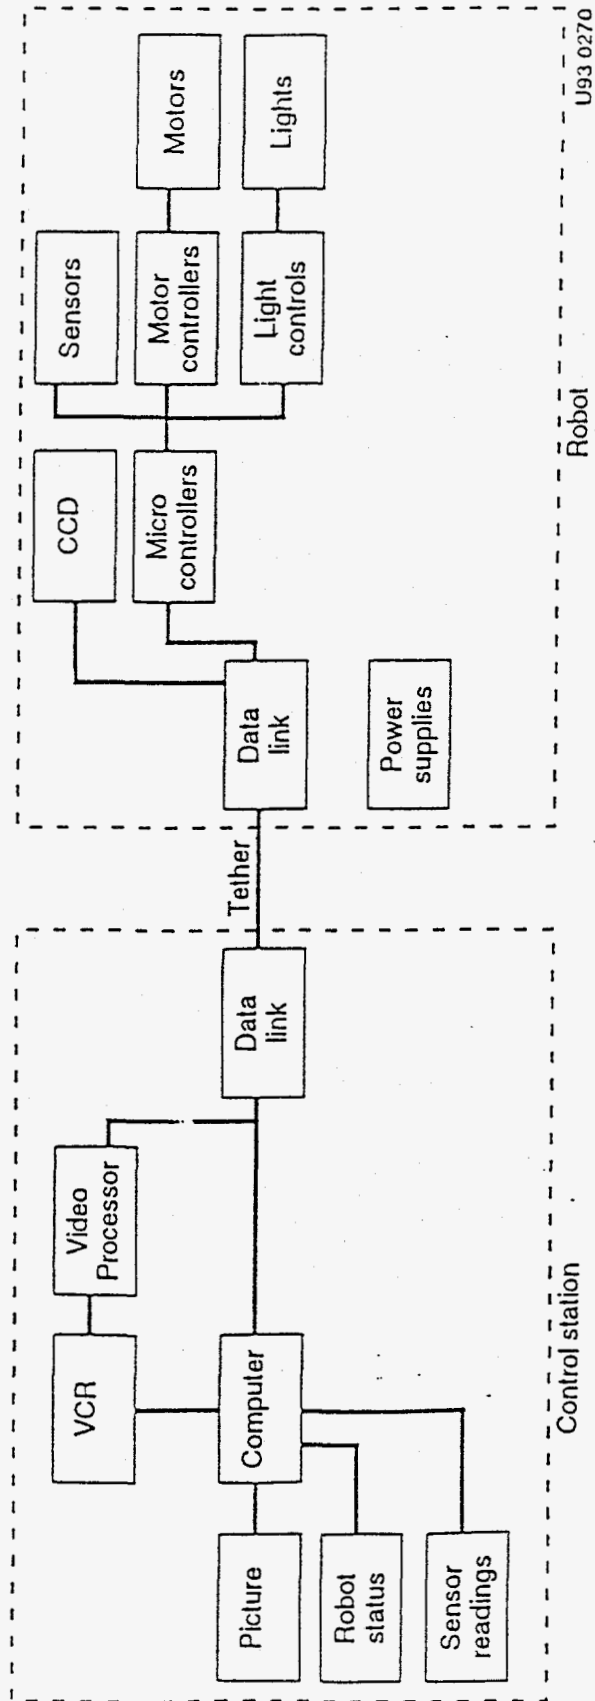 VCR
Video
Processor
Picture
Computer
Data
link
Robot
status
Sensor
readings
Control station
Tether
CCD
Sensors
Micro
controllers
Motor
controllers
Motors
Data
link
Light
controls
Lights
Power
supplies
Robot
U93 0270